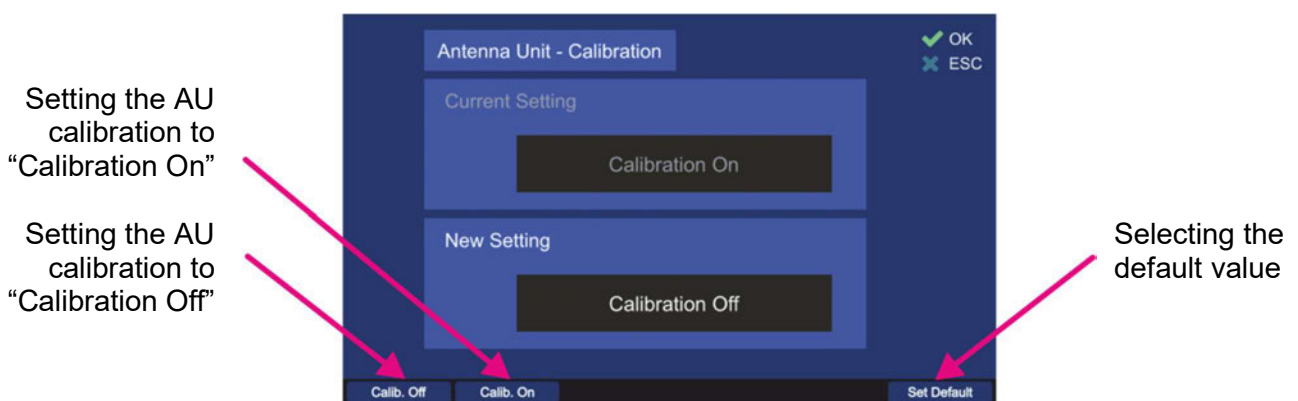 Antenna Unit - Calibration
OK
ESC
Setting the AU
calibration to
“Calibration On”
Current Setting
Calibration On
Setting the AU
calibration to
“Calibration Off”
New Setting
Calibration Off
Selecting the
default value
Calib. Off
Calib. On
Set Default